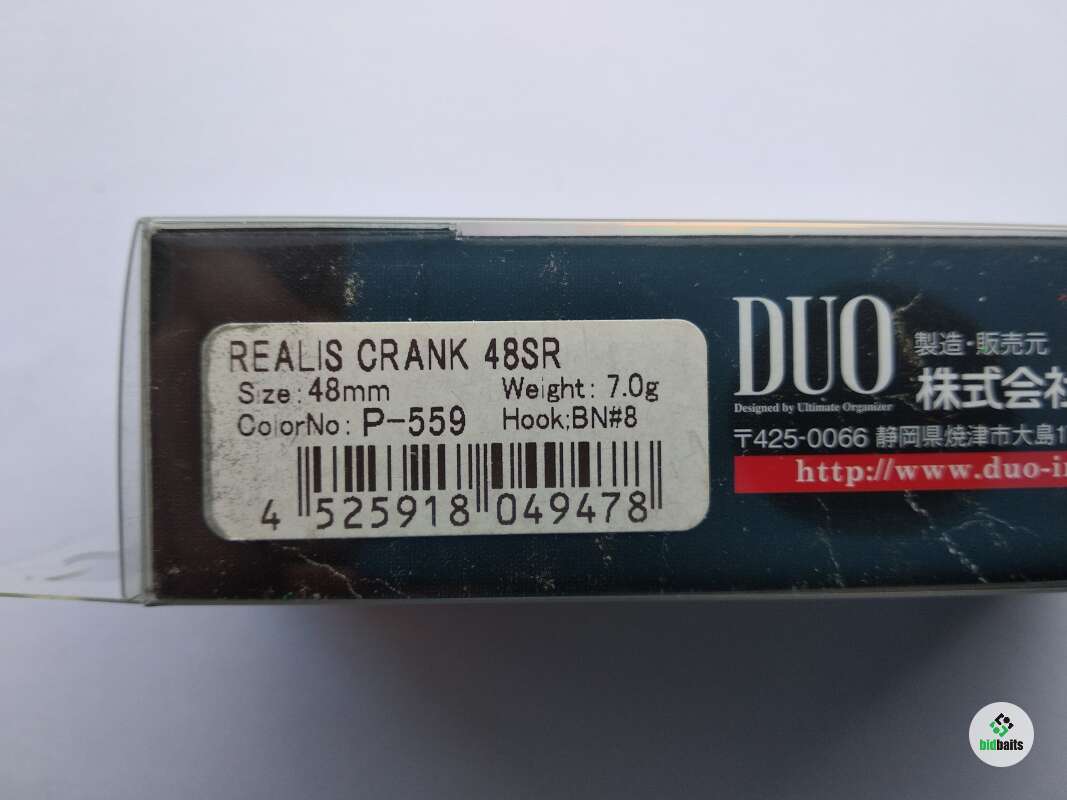 REALIS CRANK 48SR
Size:48mm Weight: 7.0g
ColorNo: P-559 Hook;BN#8
4 525918 049478
DUO
Designed by Ultimate Organizer
製造・販売元
株式会社
〒425-0066 静岡県焼津市大島1
http://www.duo-in
bidbaits